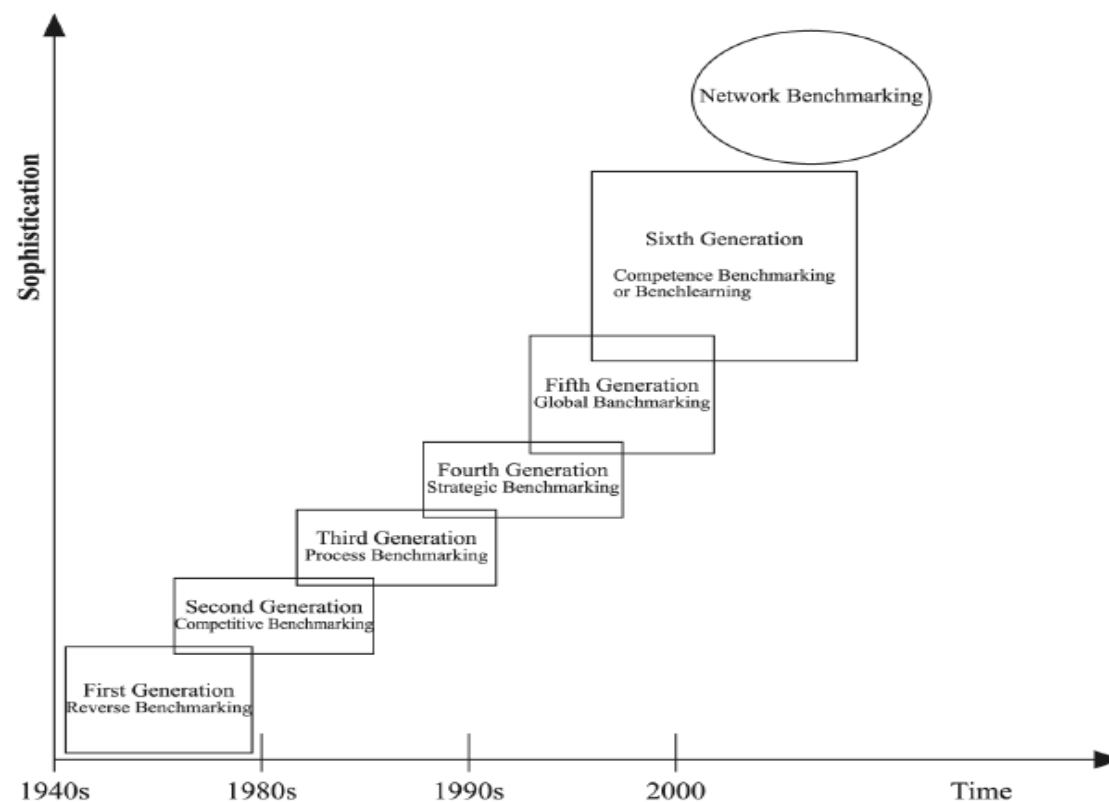 Network Benchmarking
Sophistication
Sixth Generation
Competence Benchmarking
or Benchlearning
Fifth Generation
Global Banchmarking
Fourth Generation
Strategic Benchmarking
Third Generation
Process Benchmarking
Second Generation
Competitive Benchmarking
First Generation
Reverse Benchmarking
1940s 1980s 1990s 2000 Time